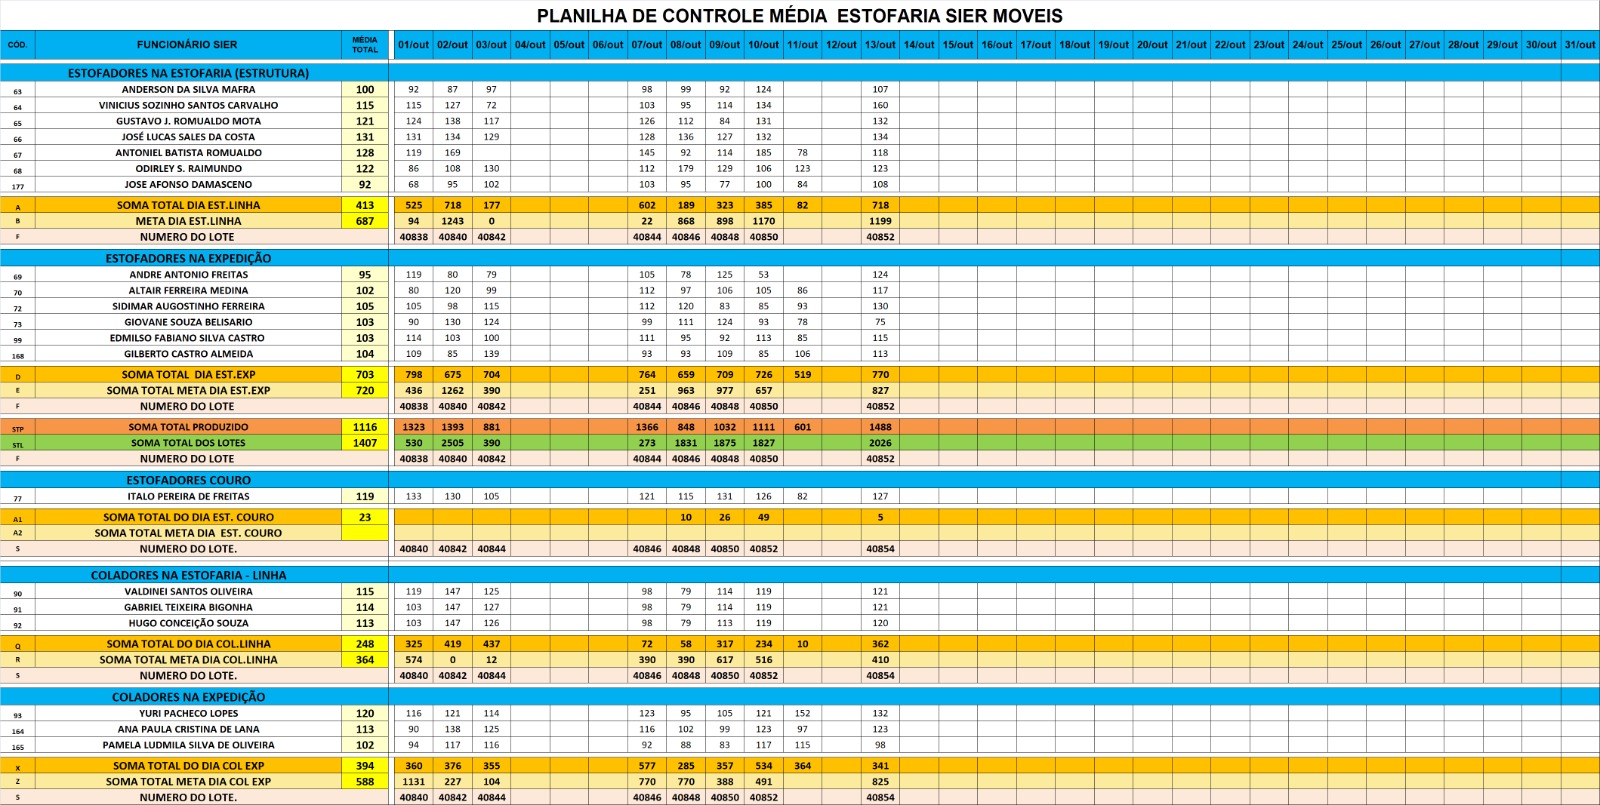 PLANILHA DE CONTROLE MÉDIA ESTOFARIA SIER MOVEIS
CÓD. FUNCIONÁRIO SIER MÉDIA TOTAL 01/out 02/out 03/out 04/out 05/out 06/out 07/out 08/out 09/out 10/out 11/out 12/out 13/out 14/out 15/out 16/out 17/out 18/out 19/out 20/out 21/out 22/out 23/out 24/out 25/out 26/out 27/out 28/out 29/out 30/out 31/out
ESTOFADORES NA ESTOFARIA (ESTRUTURA)
63 ANDERSON DA SILVA MAFRA 100 92 87 97 98 99 92 124 107
64 VINICIUS SOZINHO SANTOS CARVALHO 115 115 127 72 103 95 114 134 160
65 GUSTAVO J. ROMUALDO MOTA 121 124 138 117 126 112 84 131 132
66 JOSÉ LUCAS SALES DA COSTA 131 131 134 129 128 136 127 132 134
67 ANTONIEL BATISTA ROMUALDO 128 119 169 145 92 114 185 78 118
68 ODIRLEY S. RAIMUNDO 122 86 108 130 112 179 129 106 123 123
177 JOSE AFONSO DAMASCENO 92 68 95 102 103 95 77 100 84 108
A SOMA TOTAL DIA EST.LINHA 413 525 718 177 602 189 323 385 82 718
B META DIA EST.LINHA 687 94 1243 0 22 868 898 1170 1199
F NUMERO DO LOTE 40838 40840 40842 40844 40846 40848 40850 40852
ESTOFADORES NA EXPEDIÇÃO
69 ANDRE ANTONIO FREITAS 95 119 80 79 105 78 125 53 124
70 ALTAIR FERREIRA MEDINA 102 80 120 99 112 97 106 105 86 117
72 SIDIMAR AUGOSTINHO FERREIRA 105 105 98 115 112 120 83 85 93 130
73 GIOVANE SOUZA BELISARIO 103 90 130 124 99 111 124 93 78 75
99 EDMILSO FABIANO SILVA CASTRO 103 114 103 100 111 95 92 113 85 115
168 GILBERTO CASTRO ALMEIDA 104 109 85 139 93 93 109 85 106 113
D SOMA TOTAL DIA EST.EXP 703 798 675 704 764 659 709 726 519 770
E SOMA TOTAL META DIA EST.EXP 720 436 1262 390 251 963 977 657 827
F NUMERO DO LOTE 40838 40840 40842 40844 40846 40848 40850 40852
STP SOMA TOTAL PRODUZIDO 1116 1323 1393 881 1366 848 1032 1111 601 1488
STL SOMA TOTAL DOS LOTES 1407 530 2505 390 273 1831 1875 1827 2026
F NUMERO DO LOTE 40838 40840 40842 40844 40846 40848 40850 40852
ESTOFADORES COURO
77 ITALO PEREIRA DE FREITAS 119 133 130 105 121 115 131 126 82 127
A1 SOMA TOTAL DO DIA EST. COURO 23 10 26 49 5
A2 SOMA TOTAL META DIA EST. COURO
S NUMERO DO LOTE. 40840 40842 40844 40846 40848 40850 40852 40854
COLADORES NA ESTOFARIA - LINHA
90 VALDINEI SANTOS OLIVEIRA 115 119 147 125 98 79 114 119 121
91 GABRIEL TEIXEIRA BIGONHA 114 103 147 127 98 79 114 119 121
92 HUGO CONCEIÇÃO SOUZA 113 103 147 126 98 79 113 119 120
Q SOMA TOTAL DO DIA COL.LINHA 248 325 419 437 72 58 317 234 10 362
R SOMA TOTAL META DIA COL.LINHA 364 574 0 12 390 390 617 516 410
S NUMERO DO LOTE. 40840 40842 40844 40846 40848 40850 40852 40854
COLADORES NA EXPEDIÇÃO
93 YURI PACHECO LOPES 120 116 121 114 123 95 105 121 152 132
164 ANA PAULA CRISTINA DE LANA 113 90 138 125 116 102 99 123 97 123
165 PAMELA LUDMILA SILVA DE OLIVEIRA 102 94 117 116 92 88 83 117 115 98
X SOMA TOTAL DO DIA COL EXP 394 360 376 355 577 285 357 534 364 341
Z SOMA TOTAL META DIA COL EXP 588 1131 227 104 770 770 388 491 825
S NUMERO DO LOTE. 40840 40842 40844 40846 40848 40850 40852 40854